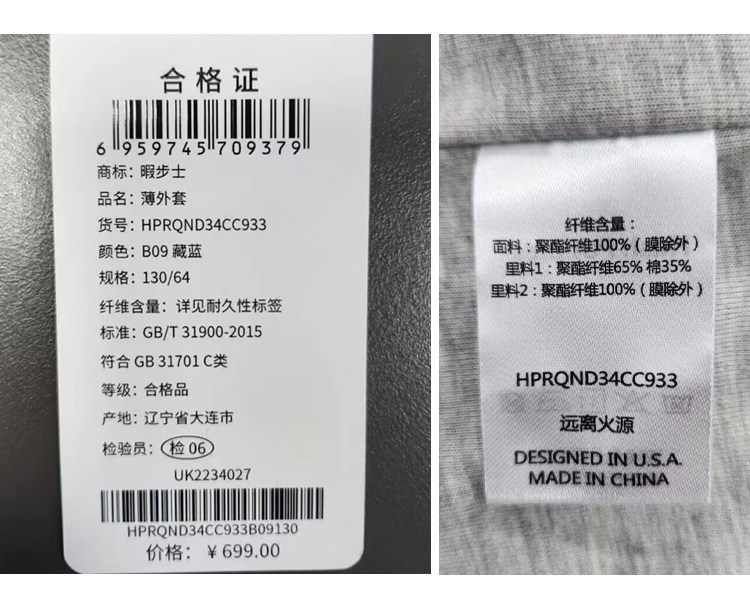 合格证
6 959745 709379
商标：暇步士
品名：薄外套
货号：HPRQND34CC933
颜色：B09 藏蓝
规格：130/64
纤维含量：详见耐久性标签
标准：GB/T 31900-2015
符合 GB 31701 C类
等级：合格品
产地：辽宁省大连市
检验员：检 06
UK2234027
HPRQND34CC933B09130
价格：￥699.00
纤维含量：
面料：聚酯纤维100%（膜除外）
里料1：聚酯纤维65% 棉35%
里料2：聚酯纤维100%（膜除外）
HPRQND34CC933
远离火源
DESIGNED IN U.S.A.
MADE IN CHINA